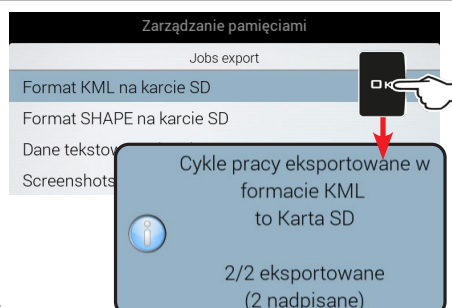 Zarządzanie pamięciami
Jobs export
Format KML na karcie SD
OK
Format SHAPE na karcie SD
Dane
Screenshots
Cykle pracy eksportowane w
formacie KML
to Karta SD
2/2 eksportowane
(2 nadpisane)